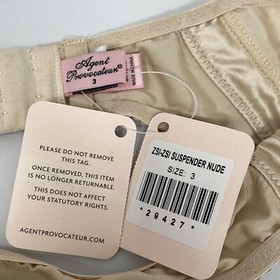 Agent
Provocateur
3
MADE IN CHINA
PLEASE DO NOT REMOVE
THIS TAG.
ONCE REMOVED, THIS ITEM
IS NO LONGER RETURNABLE.
THIS DOES NOT AFFECT
YOUR STATUTORY RIGHTS.
AGENTPROVOCATEUR.COM
ZSI-ZSI SUSPENDER NUDE
SIZE: 3
*29427*